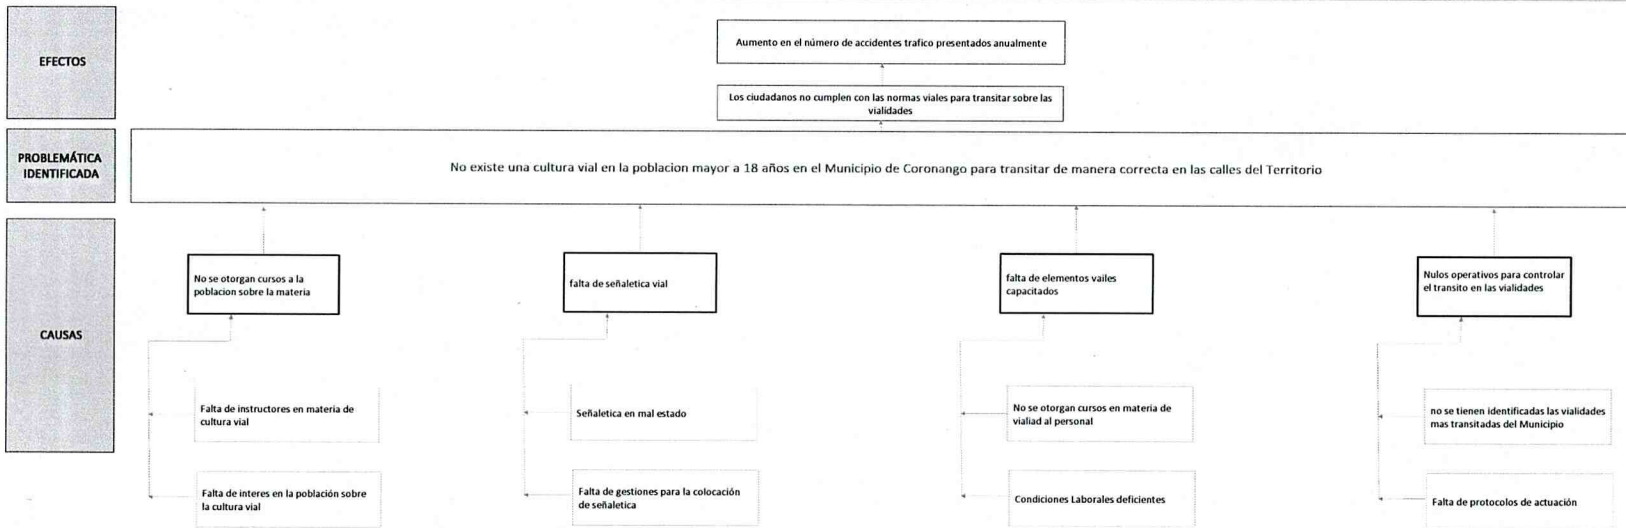 EFECTOS
Aumento en el número de accidentes trafico presentados anualmente
Los ciudadanos no cumplen con las normas viales para transitar sobre las
vialidades
PROBLEMÁTICA
IDENTIFICADA
No existe una cultura vial en la poblacion mayor a 18 años en el Municipio de Coronango para transitar de manera correcta en las calles del Territorio
CAUSAS
No se otorgan cursos a la
poblacion sobre la materia
falta de señaletica vial
falta de elementos vailes
capacitados
Nulos operativos para controlar
el transito en las vialidades
Falta de instructores en materia de
cultura vial
Señaletica en mal estado
No se otorgan cursos en materia de
vialiad al personal
no se tienen identificadas las vialidades
mas transitadas del Municipio
Falta de interes en la población sobre
la cultura vial
Falta de gestiones para la colocación
de señaletica
Condiciones Laborales deficientes
Falta de protocolos de actuación